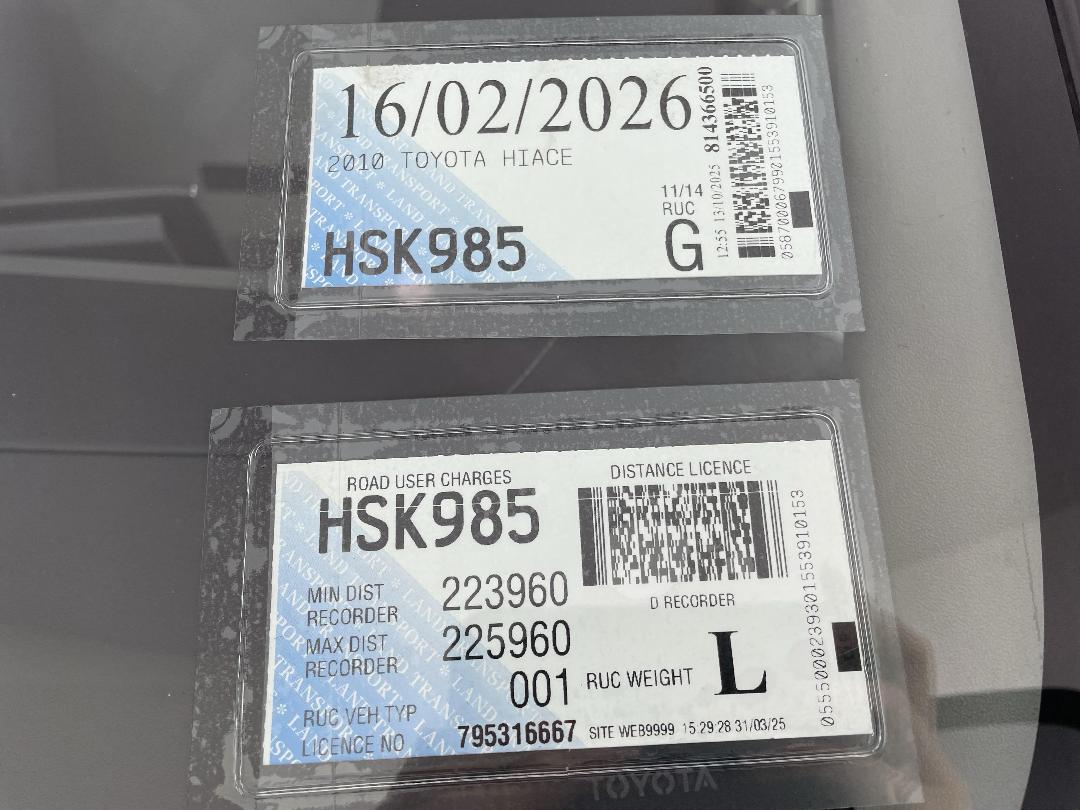 16/02/2026
2010 TOYOTA HIACE
11/14
RUC
HSK985
G
12:55 13/10/2025 814366500
0587000679901553910153
ROAD USER CHARGES
DISTANCE LICENCE
HSK985
MIN DIST RECORDER 223960
D RECORDER
MAX DIST RECORDER 225960
RUC VEH TYP 001
RUC WEIGHT L
LICENCE NO 795316667
SITE WEB9999 15.29:28 31/03/25
0555000239301553910153
TOYOTA